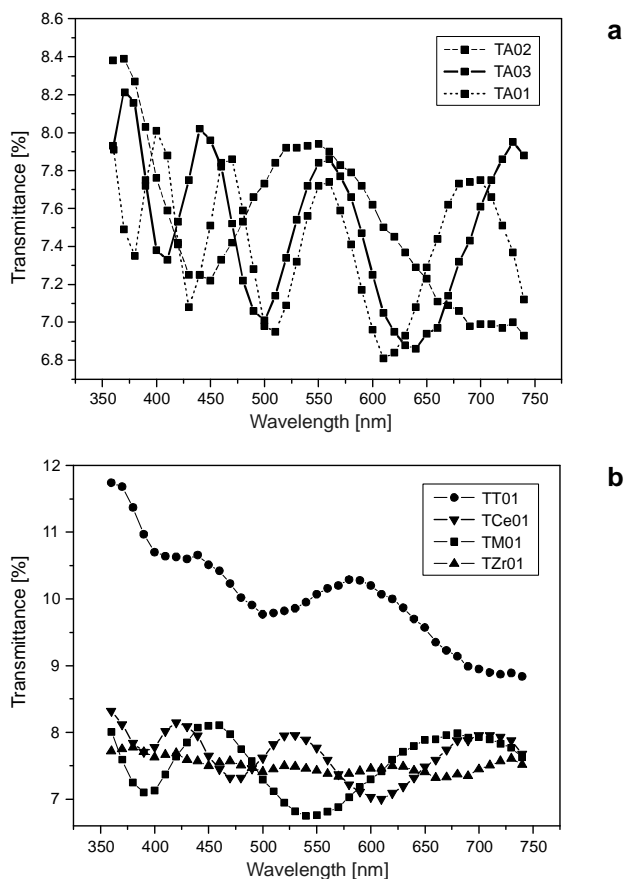 a
8.6
8.4
8.2
8.0
7.8
7.6
7.4
7.2
7.0
6.8
Transmittance [%]
TA02
TA03
TA01
350 400 450 500 550 600 650 700 750
Wavelength [nm]
b
12
11
10
9
8
7
Transmittance [%]
TT01
TCe01
TM01
TZr01
350 400 450 500 550 600 650 700 750
Wavelength [nm]